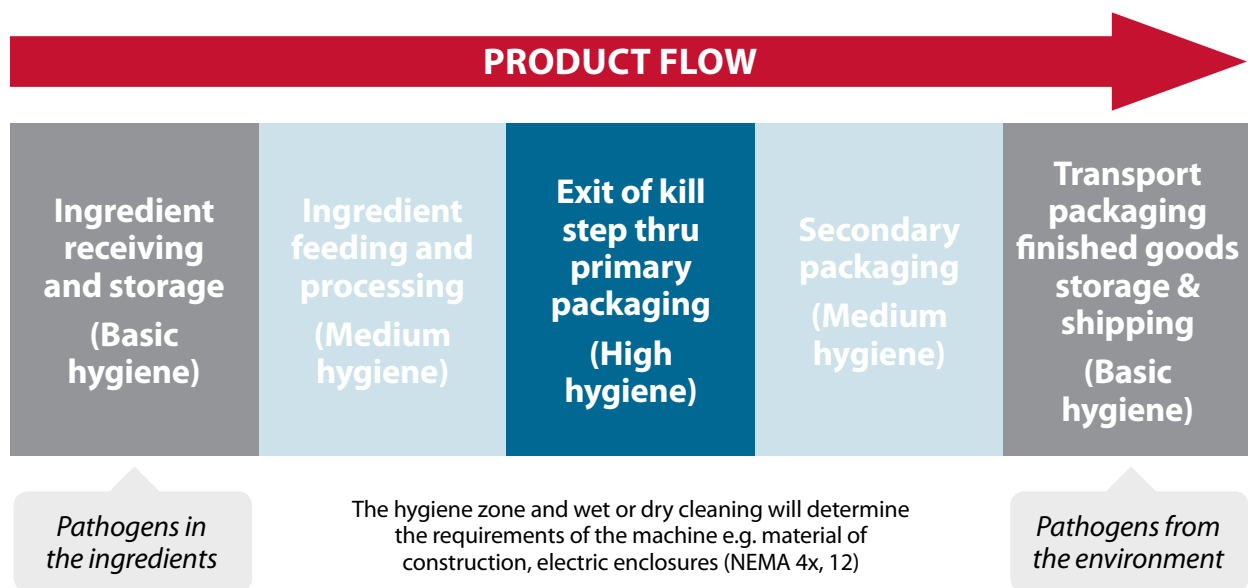 PRODUCT FLOW
Ingredient
receiving
and storage
(Basic
hygiene)
Ingredient
feeding and
processing
(Medium
hygiene)
Exit of kill
step thru
primary
packaging
(High
hygiene)
Secondary
packaging
(Medium
hygiene)
Transport
packaging
finished goods
storage &
shipping
(Basic
hygiene)
Pathogens in
the ingredients
The hygiene zone and wet or dry cleaning will determine
the requirements of the machine e.g. material of
construction, electric enclosures (NEMA 4x, 12)
Pathogens from
the environment